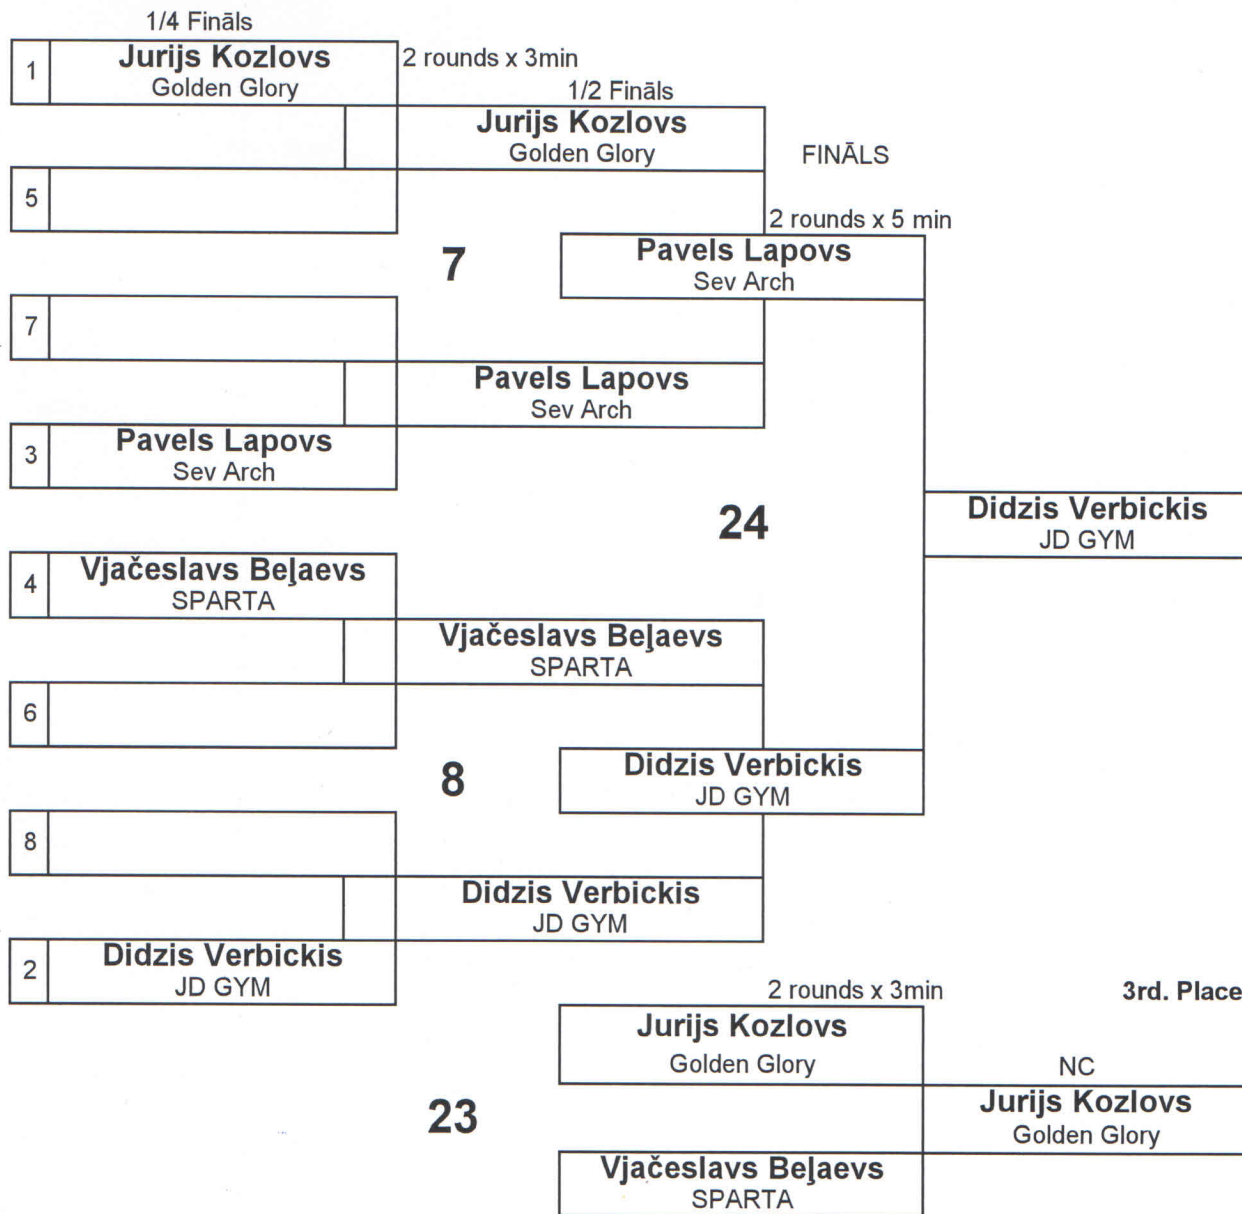 1/4 Fināls
1
Jurijs Kozlovs
Golden Glory
2 rounds x 3min
1/2 Fināls
Jurijs Kozlovs
Golden Glory
FINĀLS
5
2 rounds x 5 min
7
Pavels Lapovs
Sev Arch
7
Pavels Lapovs
Sev Arch
3
Pavels Lapovs
Sev Arch
24
Didzis Verbickis
JD GYM
4
Vjačeslavs Beļaevs
SPARTA
Vjačeslavs Beļaevs
SPARTA
6
8
Didzis Verbickis
JD GYM
8
Didzis Verbickis
JD GYM
2
Didzis Verbickis
JD GYM
2 rounds x 3min
3rd. Place
Jurijs Kozlovs
Golden Glory
NC
23
Jurijs Kozlovs
Golden Glory
Vjačeslavs Beļaevs
SPARTA